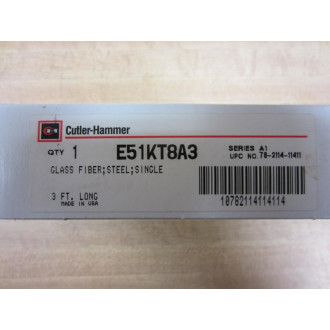 Cutler-Hammer
QTY 1 E51KT8A3 SERIES A1
UPC NO. 78-2114-11411
GLASS FIBER;STEEL;SINGLE
3 FT. LONG
MADE IN USA
10782114114114